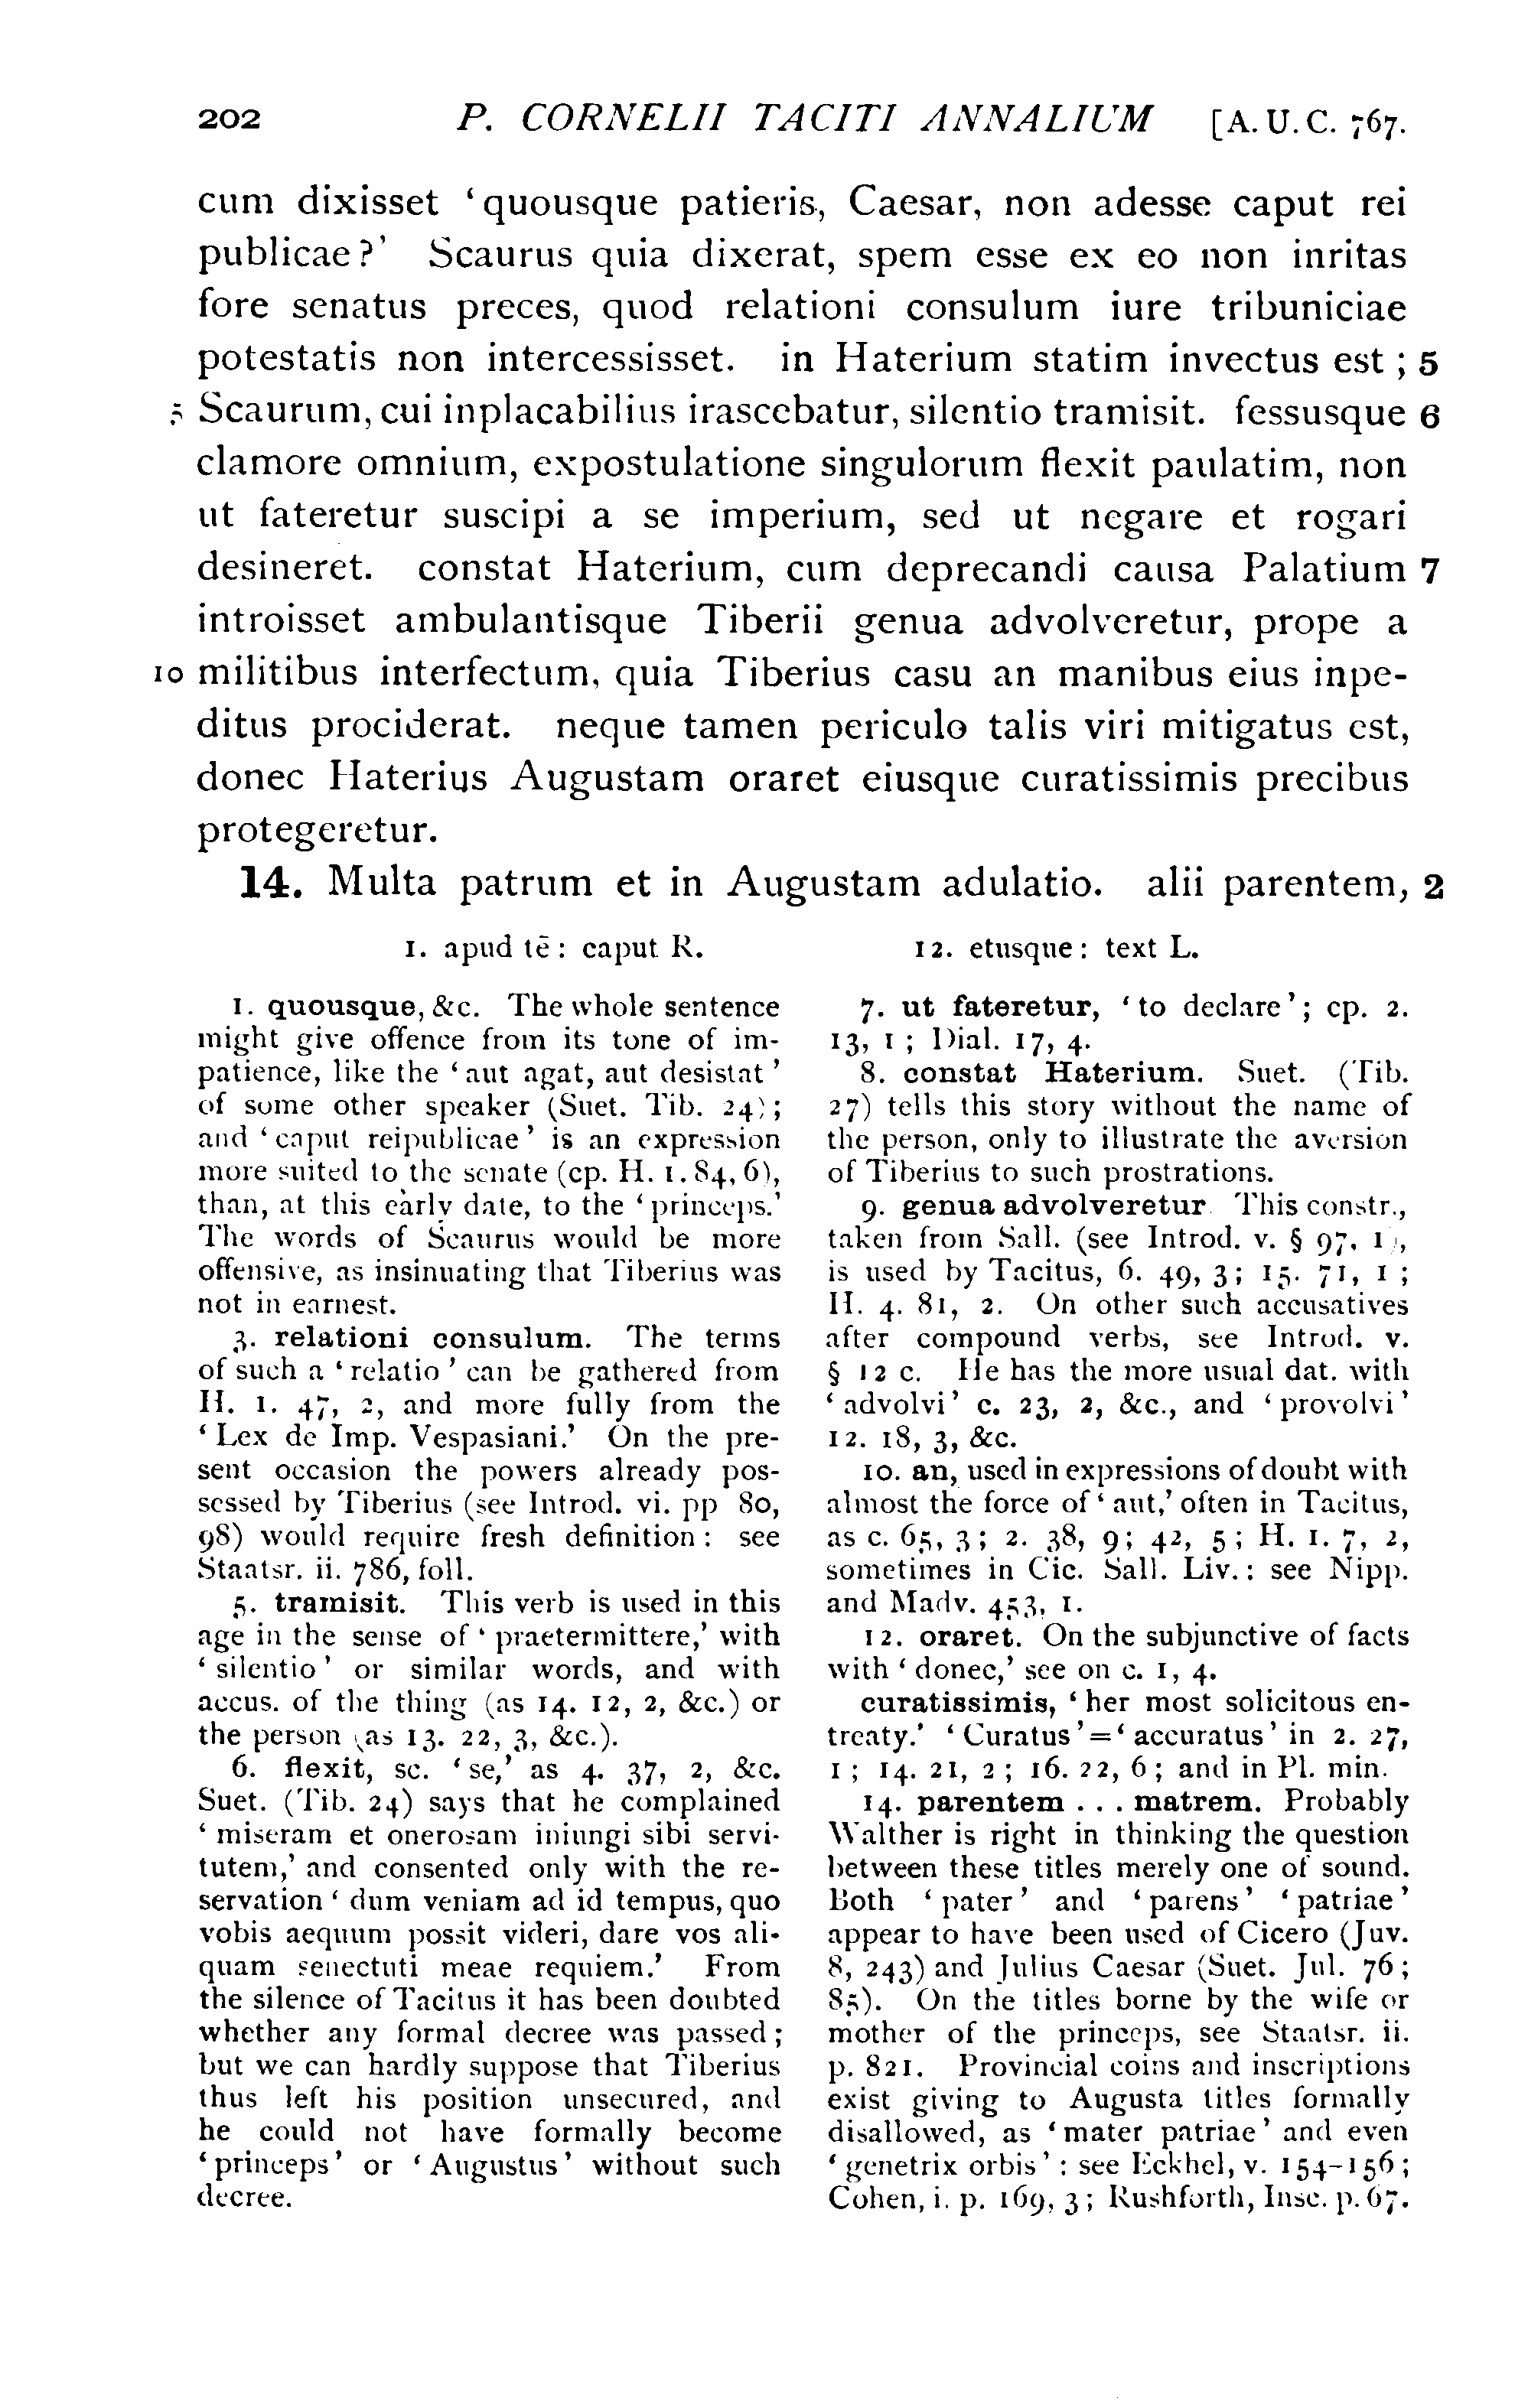 202 P. CORNELII TACITI ANNALIUM [A.U.C. 767.
cum dixisset ‘quousque patieris, Caesar, non adesse caput rei
publicae?’ Scaurus quia dixerat, spem esse ex eo non inritas
fore senatus preces, quod relationi consulum iure tribuniciae
potestatis non intercessisset. in Haterium statim invectus est; 5
5 Scaurum, cui inplacabilius irascebatur, silentio tramisit. fessusque 6
clamore omnium, expostulatione singulorum flexit paulatim, non
ut fateretur suscipi a se imperium, sed ut negare et rogari
desineret. constat Haterium, cum deprecandi causa Palatium 7
introisset ambulantisque Tiberii genua advolveretur, prope a
10 militibus interfectum, quia Tiberius casu an manibus eius inpe-
ditus prociderat. neque tamen periculo talis viri mitigatus est,
donec Haterius Augustam oraret eiusque curatissimis precibus
protegeretur.
14. Multa patrum et in Augustam adulatio. alii parentem, 2
1. apud tē: caput R. 12. etusque: text L.
1. quousque, &c. The whole sentence
might give offence from its tone of im-
patience, like the ‘aut agat, aut desistat’
of some other speaker (Suet. Tib. 24);
and ‘caput reipublicae’ is an expression
more suited to the senate (cp. H. 1. 84, 6),
than, at this early date, to the ‘princeps.’
The words of Scaurus would be more
offensive, as insinuating that Tiberius was
not in earnest.
3. relationi consulum. The terms
of such a ‘relatio’ can be gathered from
H. 1. 47, 2, and more fully from the
‘Lex de Imp. Vespasiani.’ On the pre-
sent occasion the powers already pos-
sessed by Tiberius (see Introd. vi. pp 80,
98) would require fresh definition: see
Staatsr. ii. 786, foll.
5. tramisit. This verb is used in this
age in the sense of ‘praetermittere,’ with
‘silentio’ or similar words, and with
accus. of the thing (as 14. 12, 2, &c.) or
the person (as 13. 22, 3, &c.).
6. flexit, sc. ‘se,’ as 4. 37, 2, &c.
Suet. (Tib. 24) says that he complained
‘miseram et onerosam iniungi sibi servi-
tutem,’ and consented only with the re-
servation ‘dum veniam ad id tempus, quo
vobis aequum possit videri, dare vos ali-
quam senectuti meae requiem.’ From
the silence of Tacitus it has been doubted
whether any formal decree was passed;
but we can hardly suppose that Tiberius
thus left his position unsecured, and
he could not have formally become
‘princeps’ or ‘Augustus’ without such
decree.
7. ut fateretur, ‘to declare’; cp. 2.
13, 1; Dial. 17, 4.
8. constat Haterium. Suet. (Tib.
27) tells this story without the name of
the person, only to illustrate the aversion
of Tiberius to such prostrations.
9. genua advolveretur This constr.,
taken from Sall. (see Introd. v. § 97, 1),
is used by Tacitus, 6. 49, 3; 15. 71, 1;
H. 4. 81, 2. On other such accusatives
after compound verbs, see Introd. v.
§ 12 c. He has the more usual dat. with
‘advolvi’ c. 23, 2, &c., and ‘provolvi’
12. 18, 3, &c.
10. an, used in expressions of doubt with
almost the force of ‘aut,’ often in Tacitus,
as c. 65, 3; 2. 38, 9; 42, 5; H. 1. 7, 2,
sometimes in Cic. Sall. Liv.: see Nipp.
and Madv. 453, 1.
12. oraret. On the subjunctive of facts
with ‘donec,’ see on c. 1, 4.
curatissimis, ‘her most solicitous en-
treaty.’ ‘Curatus’=‘accuratus’ in 2. 27,
1; 14. 21, 2; 16. 22, 6; and in Pl. min.
14. parentem . . . matrem. Probably
Walther is right in thinking the question
between these titles merely one of sound.
Both ‘pater’ and ‘parens’ ‘patriae’
appear to have been used of Cicero (Juv.
8, 243) and Julius Caesar (Suet. Jul. 76;
85). On the titles borne by the wife or
mother of the princeps, see Staatsr. ii.
p. 821. Provincial coins and inscriptions
exist giving to Augusta titles formally
disallowed, as ‘mater patriae’ and even
‘genetrix orbis’: see Eckhel, v. 154-156;
Cohen, i. p. 169, 3; Rushforth, Insc. p. 67.